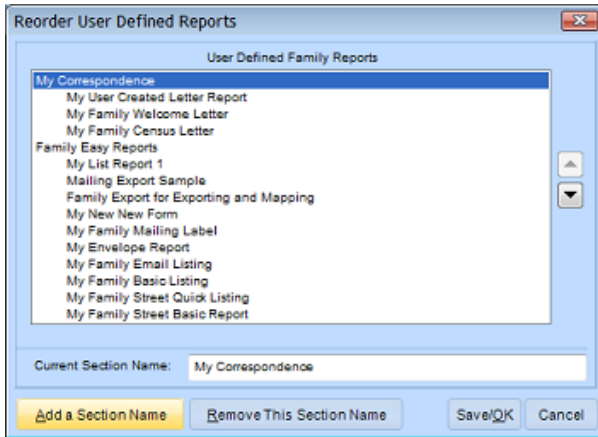 Reorder User Defined Reports
User Defined Family Reports
My Correspondence
My User Created Letter Report
My Family Welcome Letter
My Family Census Letter
Family Easy Reports
My List Report 1
Mailing Export Sample
Family Export for Exporting and Mapping
My New New Form
My Family Mailing Label
My Envelope Report
My Family Email Listing
My Family Basic Listing
My Family Street Quick Listing
My Family Street Basic Report
Current Section Name: My Correspondence
Add a Section Name Remove This Section Name Save/OK Cancel